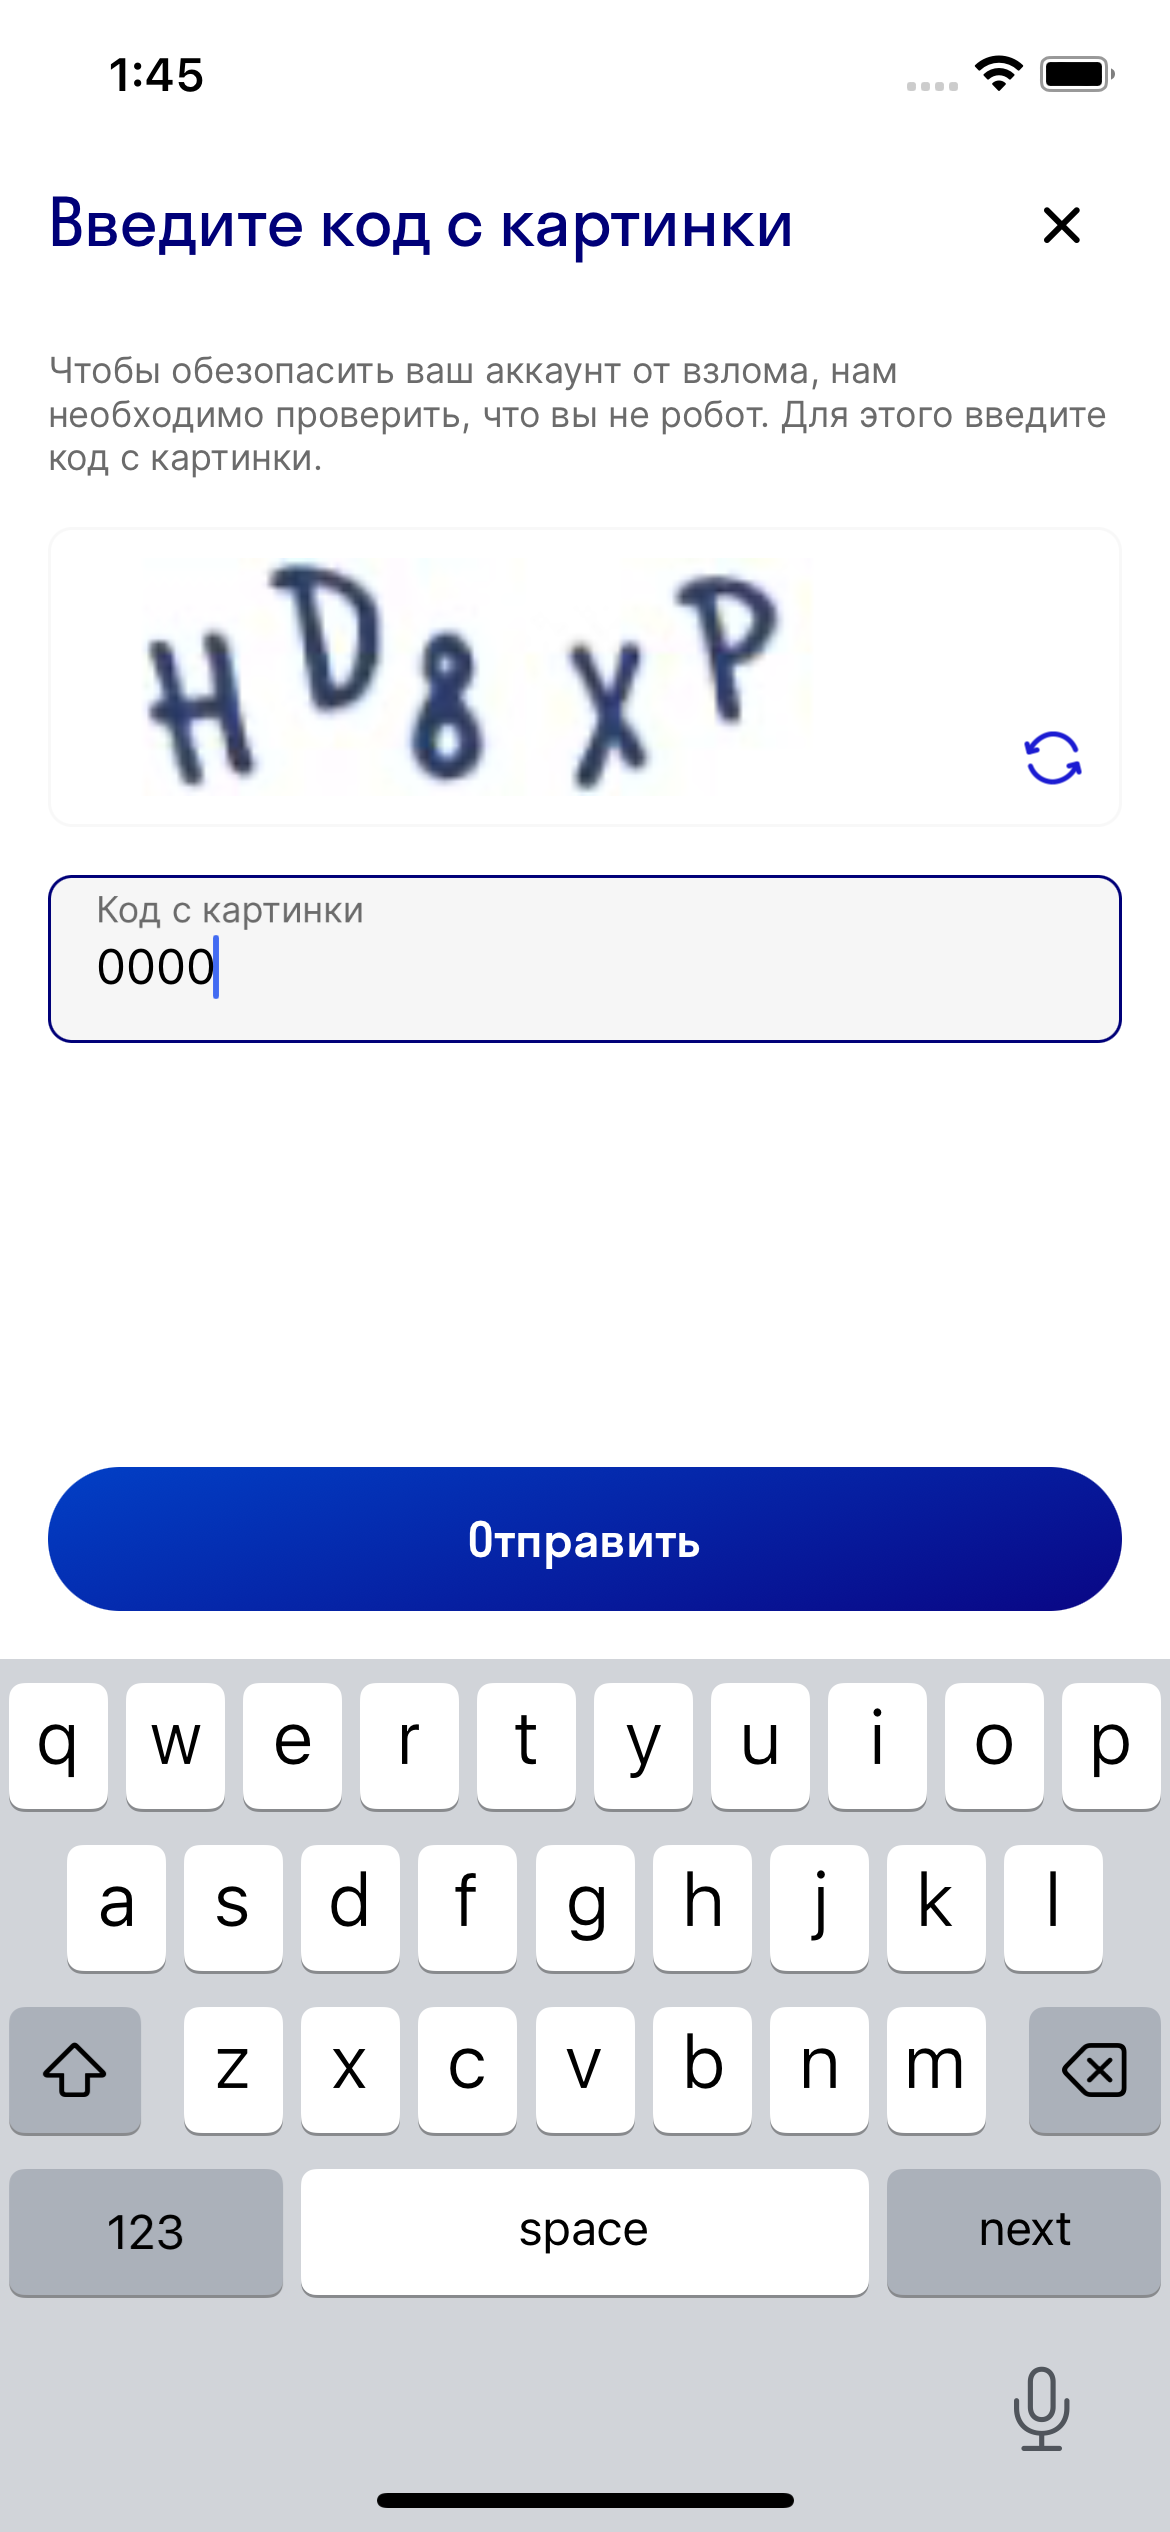 1:45
Введите код с картинки
Чтобы обезопасить ваш аккаунт от взлома, нам
необходимо проверить, что вы не робот. Для этого введите
код с картинки.
HD8XP
Код с картинки
0000
Отправить
q w e r t y u i o p
a s d f g h j k l
z x c v b n m
123 space next